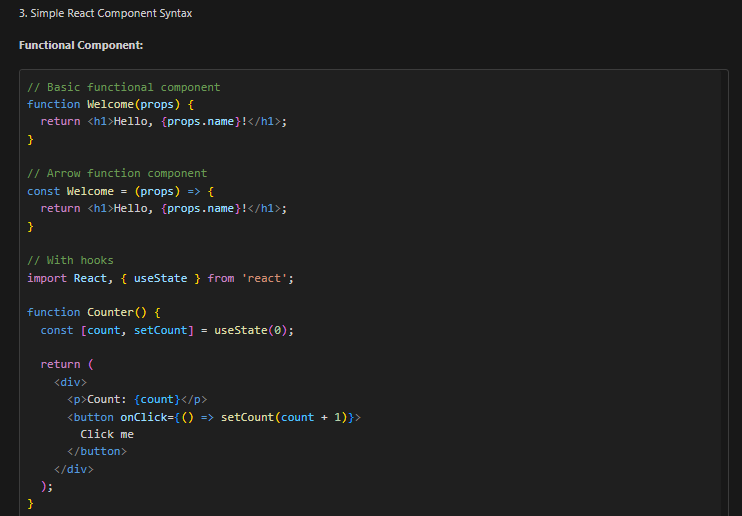 3. Simple React Component Syntax
Functional Component:
// Basic functional component
function Welcome(props) {
  return <h1>Hello, {props.name}!</h1>;
}
// Arrow function component
const Welcome = (props) => {
  return <h1>Hello, {props.name}!</h1>;
}
// With hooks
import React, { useState } from 'react';
function Counter() {
  const [count, setCount] = useState(0);
  return (
    <div>
      <p>Count: {count}</p>
      <button onClick={() => setCount(count + 1)}>
        Click me
      </button>
    </div>
  );
}